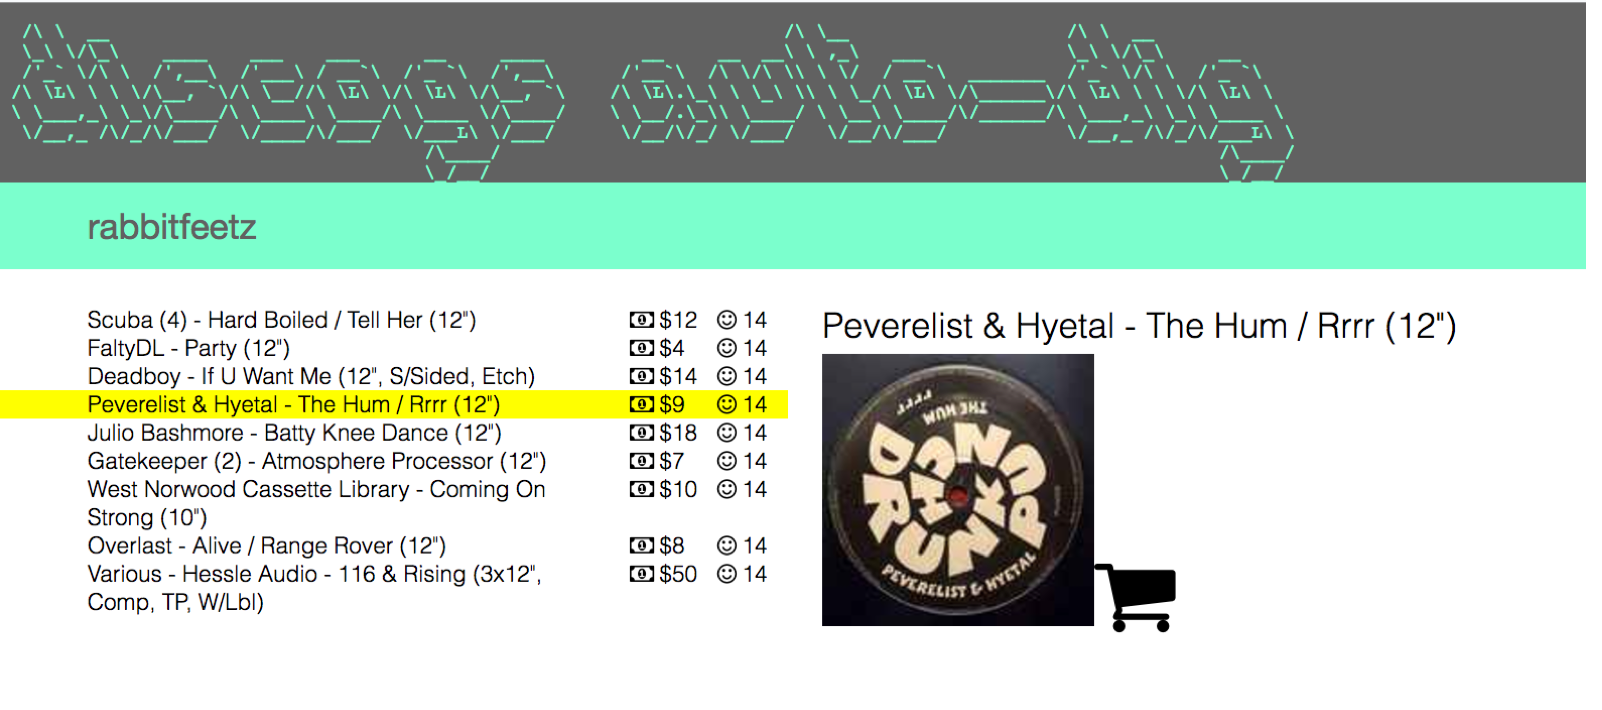 discogs auto-dig
rabbitfeetz
Scuba (4) - Hard Boiled / Tell Her (12") $12 14
FaltyDL - Party (12") $4 14
Deadboy - If U Want Me (12", S/Sided, Etch) $14 14
Peverelist & Hyetal - The Hum / Rrrr (12") $9 14
Julio Bashmore - Batty Knee Dance (12") $18 14
Gatekeeper (2) - Atmosphere Processor (12") $7 14
West Norwood Cassette Library - Coming On $10 14
Strong (10")
Overlast - Alive / Range Rover (12") $8 14
Various - Hessle Audio - 116 & Rising (3x12", $50 14
Comp, TP, W/Lbl)
Peverelist & Hyetal - The Hum / Rrrr (12")
THE HUM
rrrr
PUNCH DRUNK
PEVERELIST & HYETAL